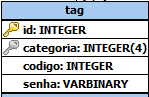 tag
id: INTEGER
categoria: INTEGER(4)
codigo: INTEGER
senha: VARBINARY